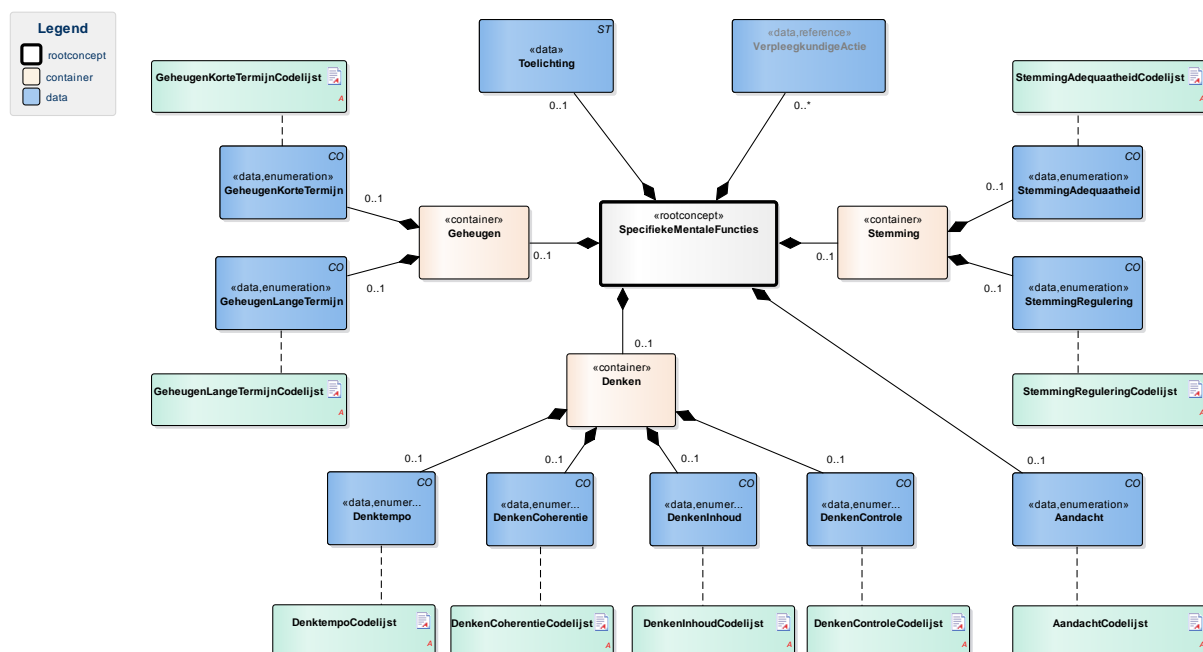 Legend
rootconcept
container
data
ST
«data»
Toelichting
0..1
«data,reference»
VerpleegkundigeActie
0..*
GeheugenKorteTermijnCodelijst
A
StemmingAdequaatheidCodelijst
A
CO
«data,enumeration»
GeheugenKorteTermijn
0..1
CO
«data,enumeration»
StemmingAdequaatheid
0..1
«container»
Geheugen
0..1
«rootconcept»
SpecifiekeMentaleFuncties
«container»
Stemming
0..1
CO
«data,enumeration»
GeheugenLangeTermijn
0..1
CO
«data,enumeration»
StemmingRegulering
0..1
GeheugenLangeTermijnCodelijst
A
0..1
«container»
Denken
StemmingReguleringCodelijst
A
0..1
0..1
0..1
0..1
0..1
CO
«data,enumer...
Denktempo
CO
«data,enumer...
DenkenCoherentie
CO
«data,enumer...
DenkenInhoud
CO
«data,enumer...
DenkenControle
CO
«data,enumeration»
Aandacht
DenktempoCodelijst
A
DenkenCoherentieCodelijst
A
DenkenInhoudCodelijst
A
DenkenControleCodelijst
A
AandachtCodelijst
A